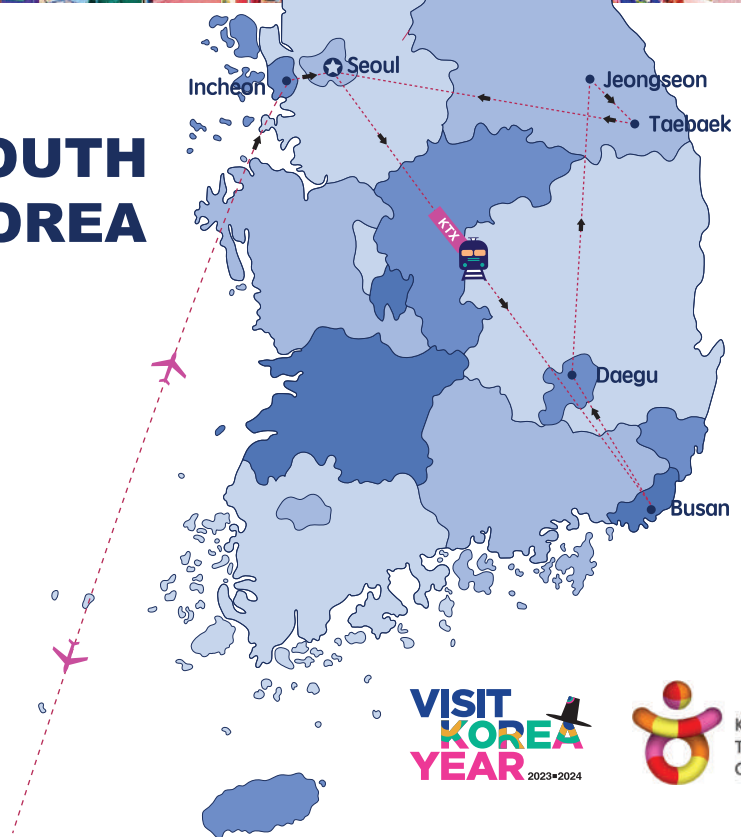 OUTH
OREA
Incheon
Seoul
Jeongseon
Taebaek
KTX
Daegu
Busan
VISIT
KOREA
YEAR 2023-2024
K
T